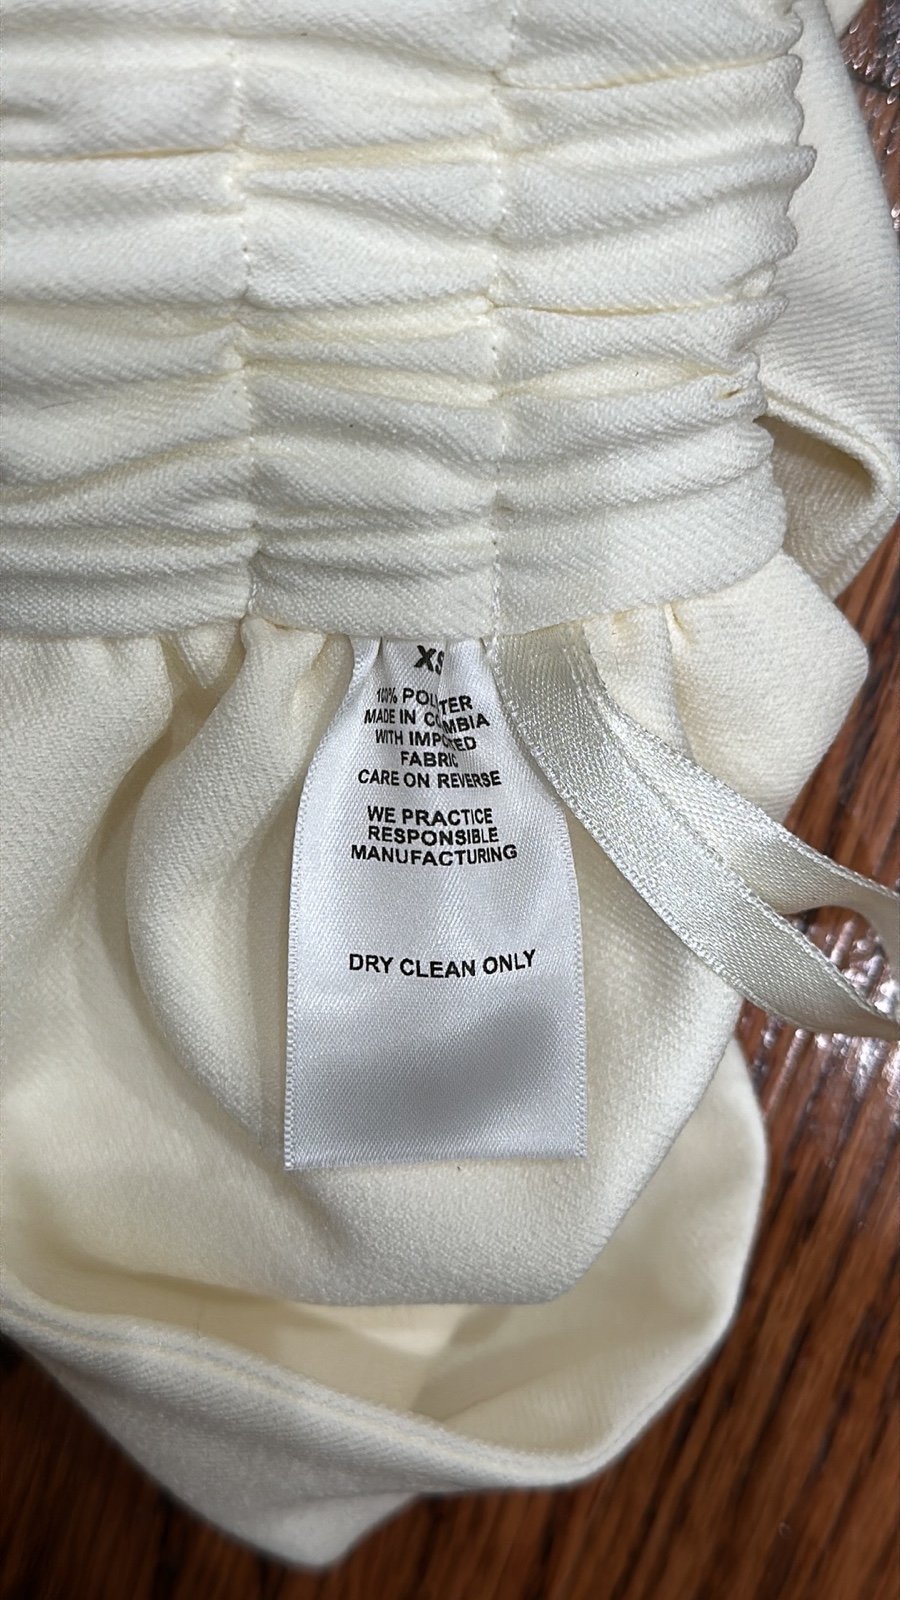 XS
100% POLYESTER
MADE IN COLOMBIA
WITH IMPORTED
FABRIC
CARE ON REVERSE
WE PRACTICE
RESPONSIBLE
MANUFACTURING
DRY CLEAN ONLY